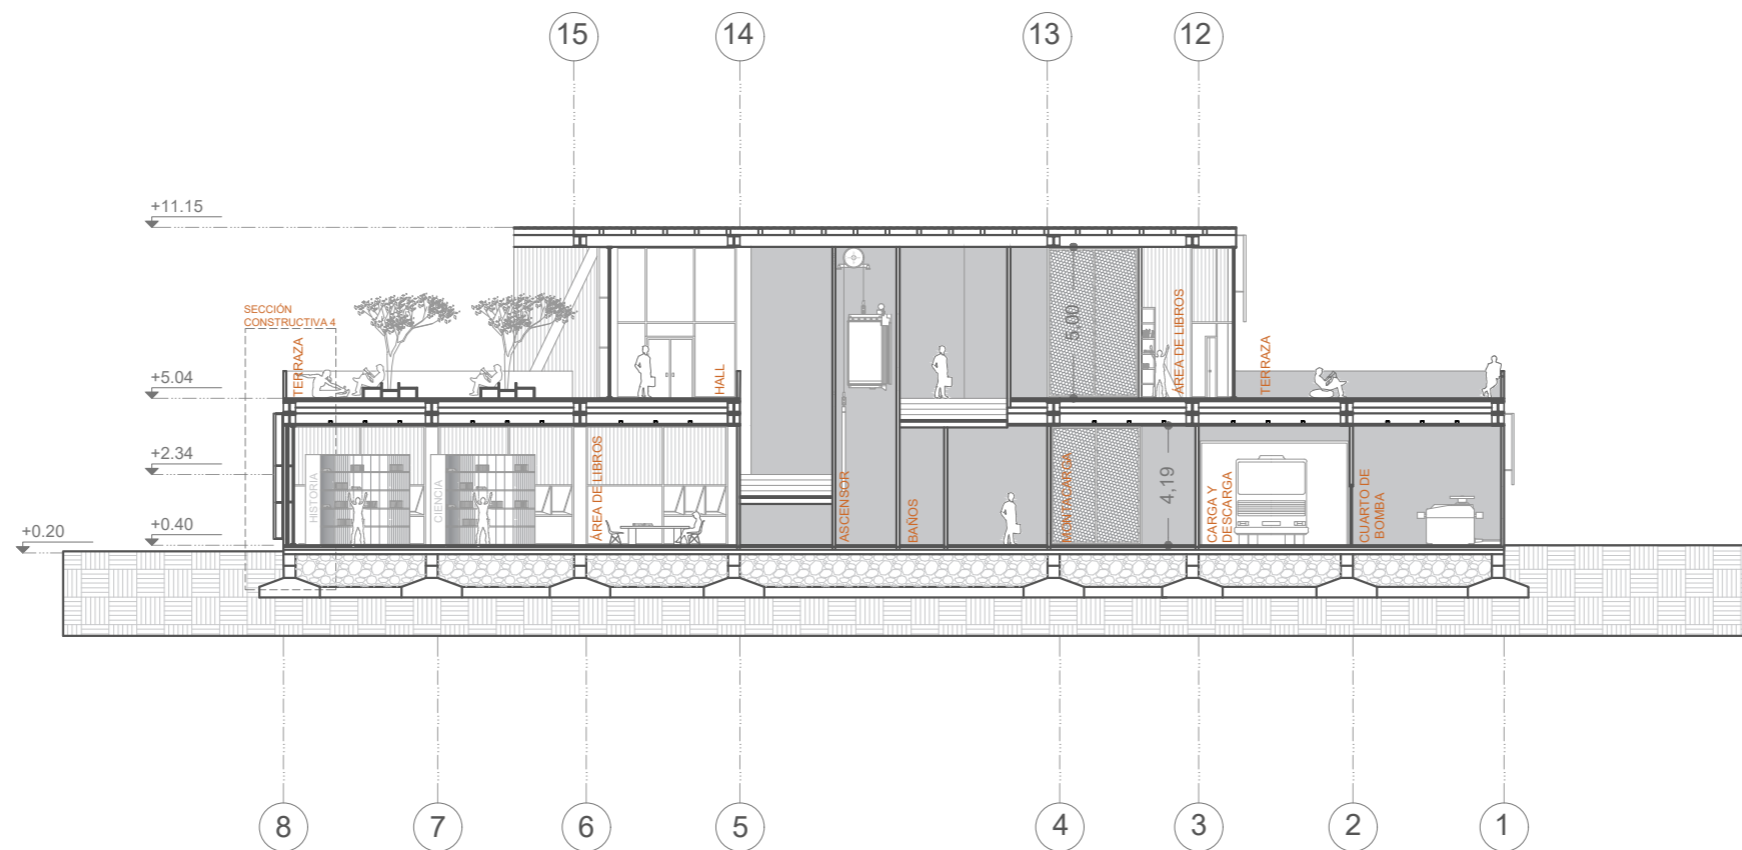 15
14
13
12
+11.15
SECCIÓN
CONSTRUCTIVA 4
TERRAZA
HALL
5,00
ÁREA DE LIBROS
TERRAZA
+5.04
+2.34
+0.40
+0.20
HISTORIA
CIENCIA
ÁREA DE LIBROS
ASCENSOR
BAÑOS
MONTACARGA
4,19
CARGA Y
DESCARGA
CUARTO DE
BOMBA
8
7
6
5
4
3
2
1